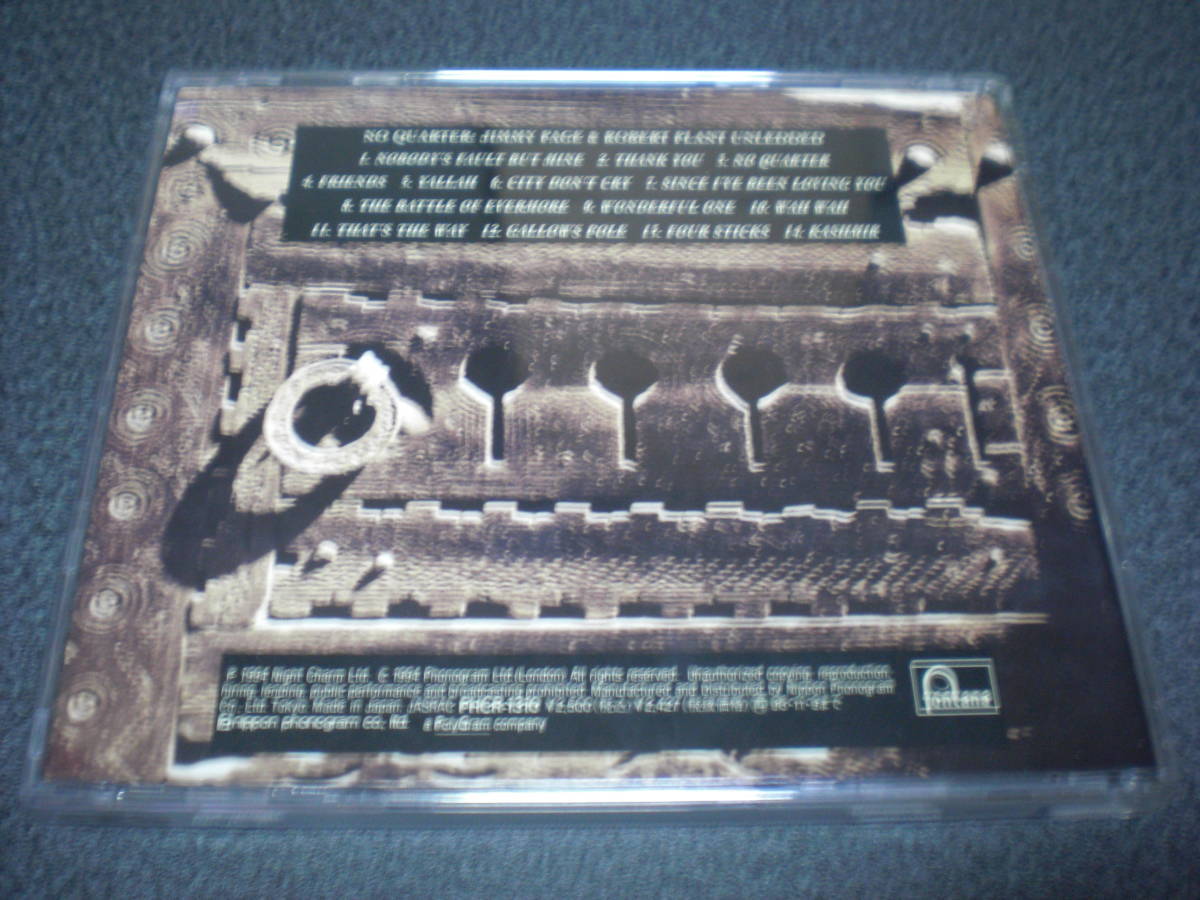 NO QUARTER: JIMMY PAGE & ROBERT PLANT UNLEDDED
1. NOBODY'S FAULT BUT MINE 2. THANK YOU 3. NO QUARTER
4. FRIENDS 5. YALLAH 6. CITY DON'T CRY 7. SINCE I'VE BEEN LOVING YOU
8. THE BATTLE OF EVERMORE 9. WONDERFUL ONE 10. WAH WAH
11. THAT'S THE WAY 12. GALLOWS POLE 13. FOUR STICKS 14. KASHMIR
℗ 1994 Night Charm Ltd. © 1994 Phonogram Ltd (London). All rights reserved. Unauthorized copying, reproduction,
hiring, lending, public performance and broadcasting prohibited. Manufactured and Distributed by Nippon Phonogram
Co., Ltd. Tokyo. Made in Japan. JASRAC PHCR-1310 ¥2,500
nippon phonogram co., ltd. a PolyGram company
fontana